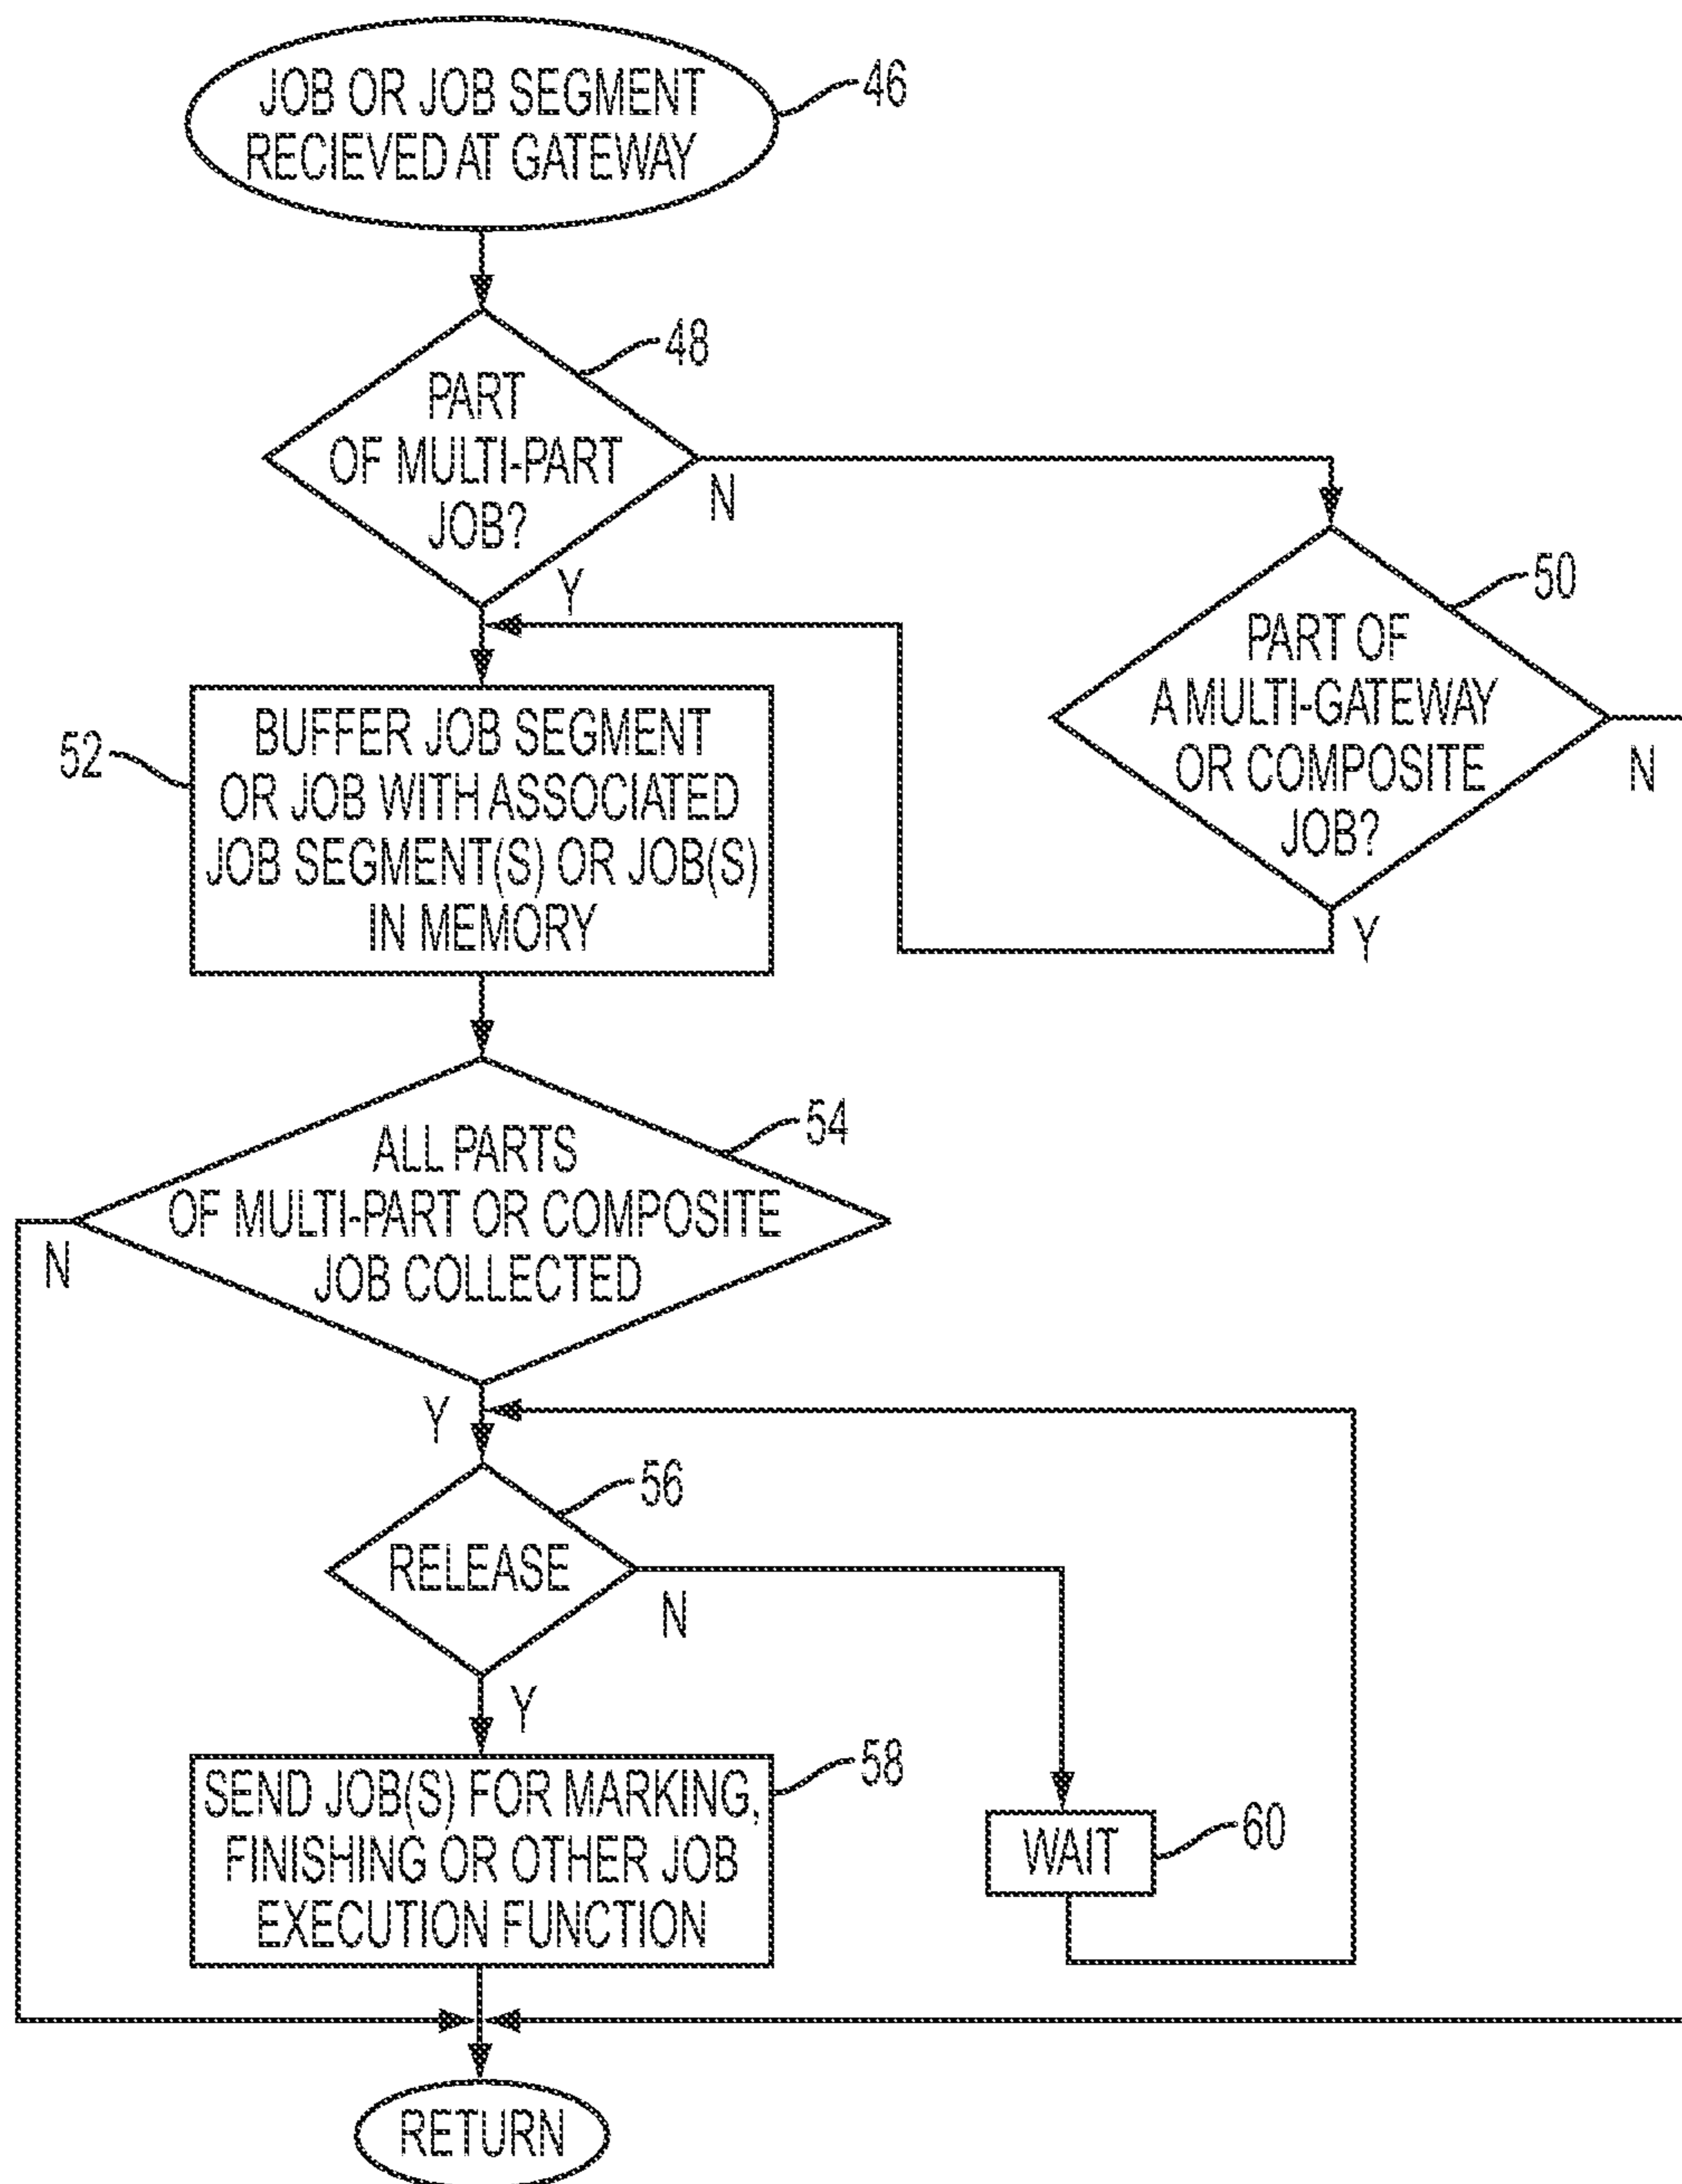 JOB OR JOB SEGMENT
RECIEVED AT GATEWAY
46
48
PART
OF MULTI-PART
JOB?
N
Y
50
PART OF
A MULTI-GATEWAY
OR COMPOSITE
JOB?
N
Y
52
BUFFER JOB SEGMENT
OR JOB WITH ASSOCIATED
JOB SEGMENT(S) OR JOB(S)
IN MEMORY
54
ALL PARTS
OF MULTI-PART OR COMPOSITE
JOB COLLECTED
N
Y
56
RELEASE
N
Y
58
SEND JOB(S) FOR MARKING,
FINISHING OR OTHER JOB
EXECUTION FUNCTION
WAIT
60
RETURN